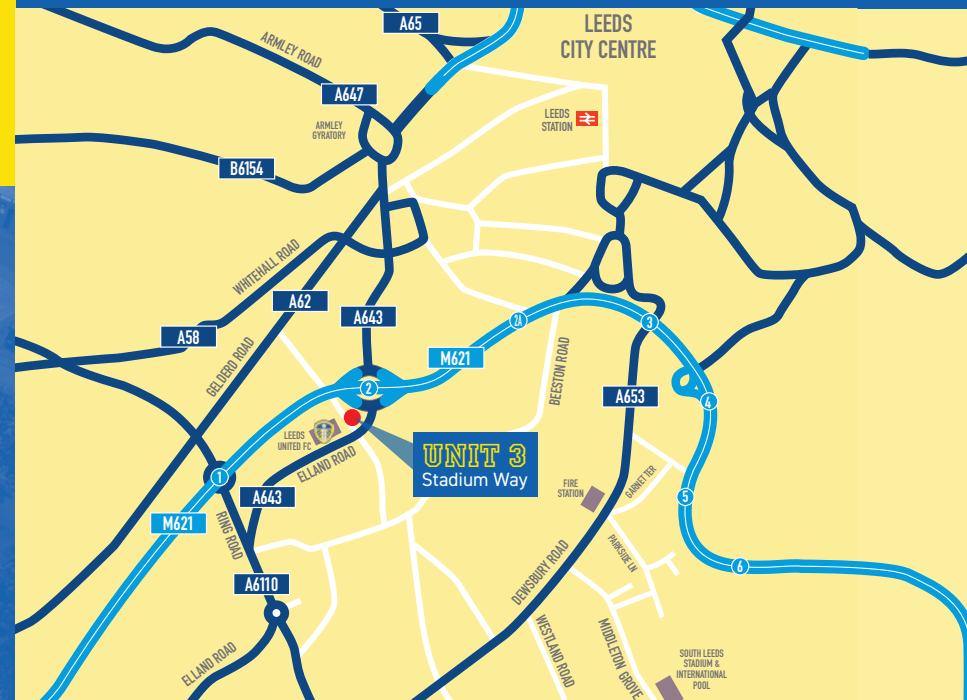 A65
LEEDS
CITY CENTRE
ARMLEY ROAD
A647
LEEDS
STATION
ARMLEY
GYRATORY
B6154
WHITEHALL ROAD
A62
A643
2A
3
A58
M621
GELDERD ROAD
BEESTON ROAD
2
A653
4
LEEDS
UNITED FC
UNIT 3
Stadium Way
ELLAND ROAD
1
FIRE
STATION
GARNET TER
A643
5
M621
RING ROAD
PARKSIDE LN
6
A6110
DEWSBURY ROAD
ELLAND ROAD
WESTLAND ROAD
MIDDLETON GROVE
SOUTH LEEDS
STADIUM &
INTERNATIONAL
POOL